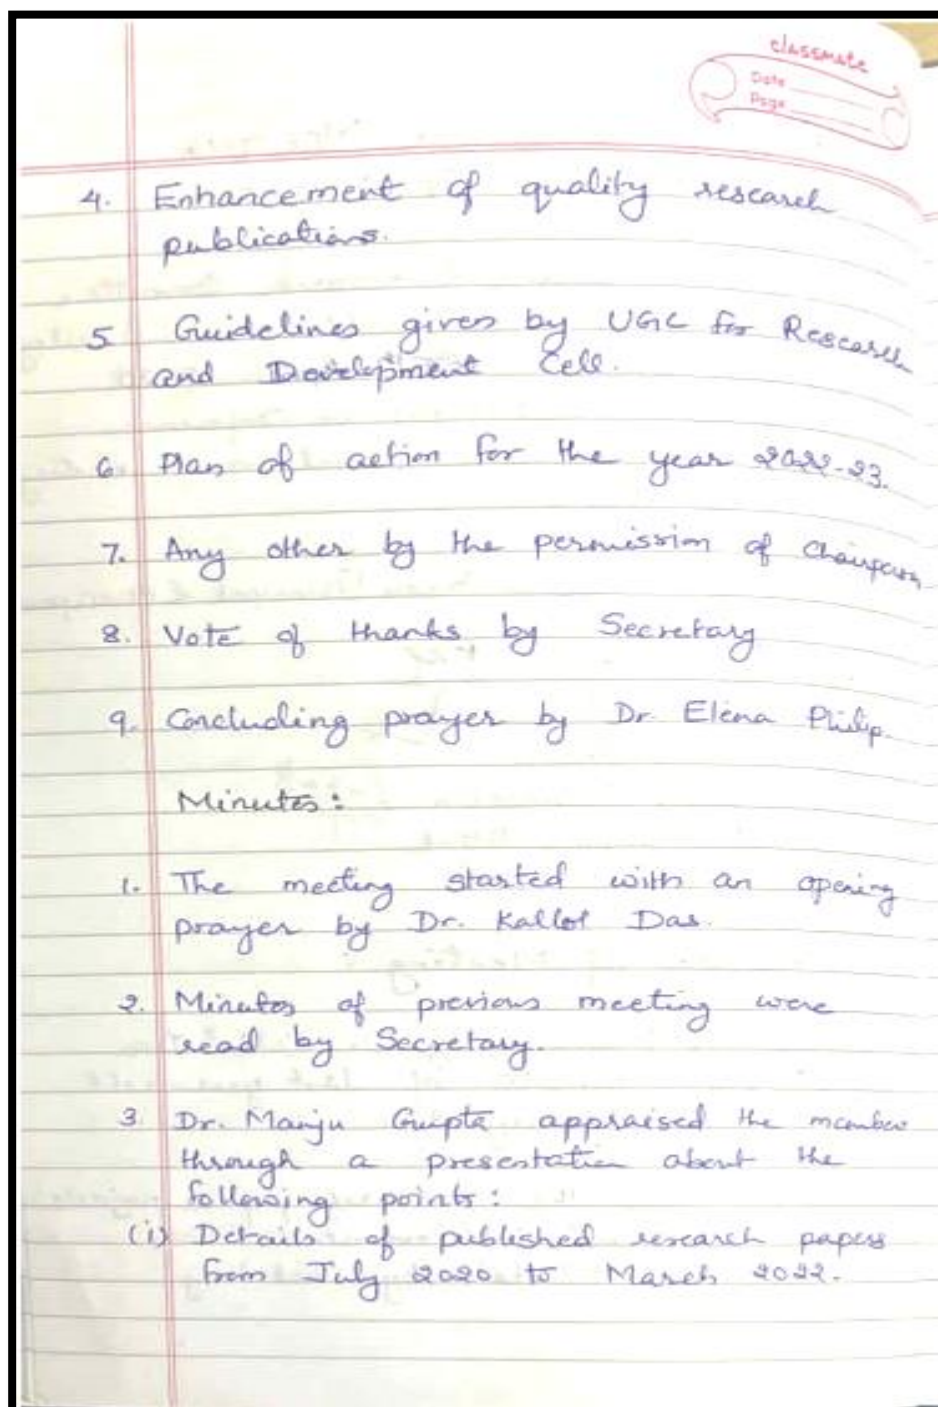 classmate
Date
Page
4. Enhancement of quality research
publications.
5 Guidelines given by UGC for Research
and Development Cell.
6. Plan of action for the year 2022-23.
7. Any other by the permission of Chairperson
8. Vote of thanks by Secretary
9. Concluding prayer by Dr Elena Philip.
Minutes:
1. The meeting started with an opening
prayer by Dr. Kallol Das.
2. Minutes of previous meeting were
read by Secretary.
3. Dr. Manju Gupta appraised the member
through a presentation about the
following points:
(i) Details of published research papers
from July 2020 to March 2022.